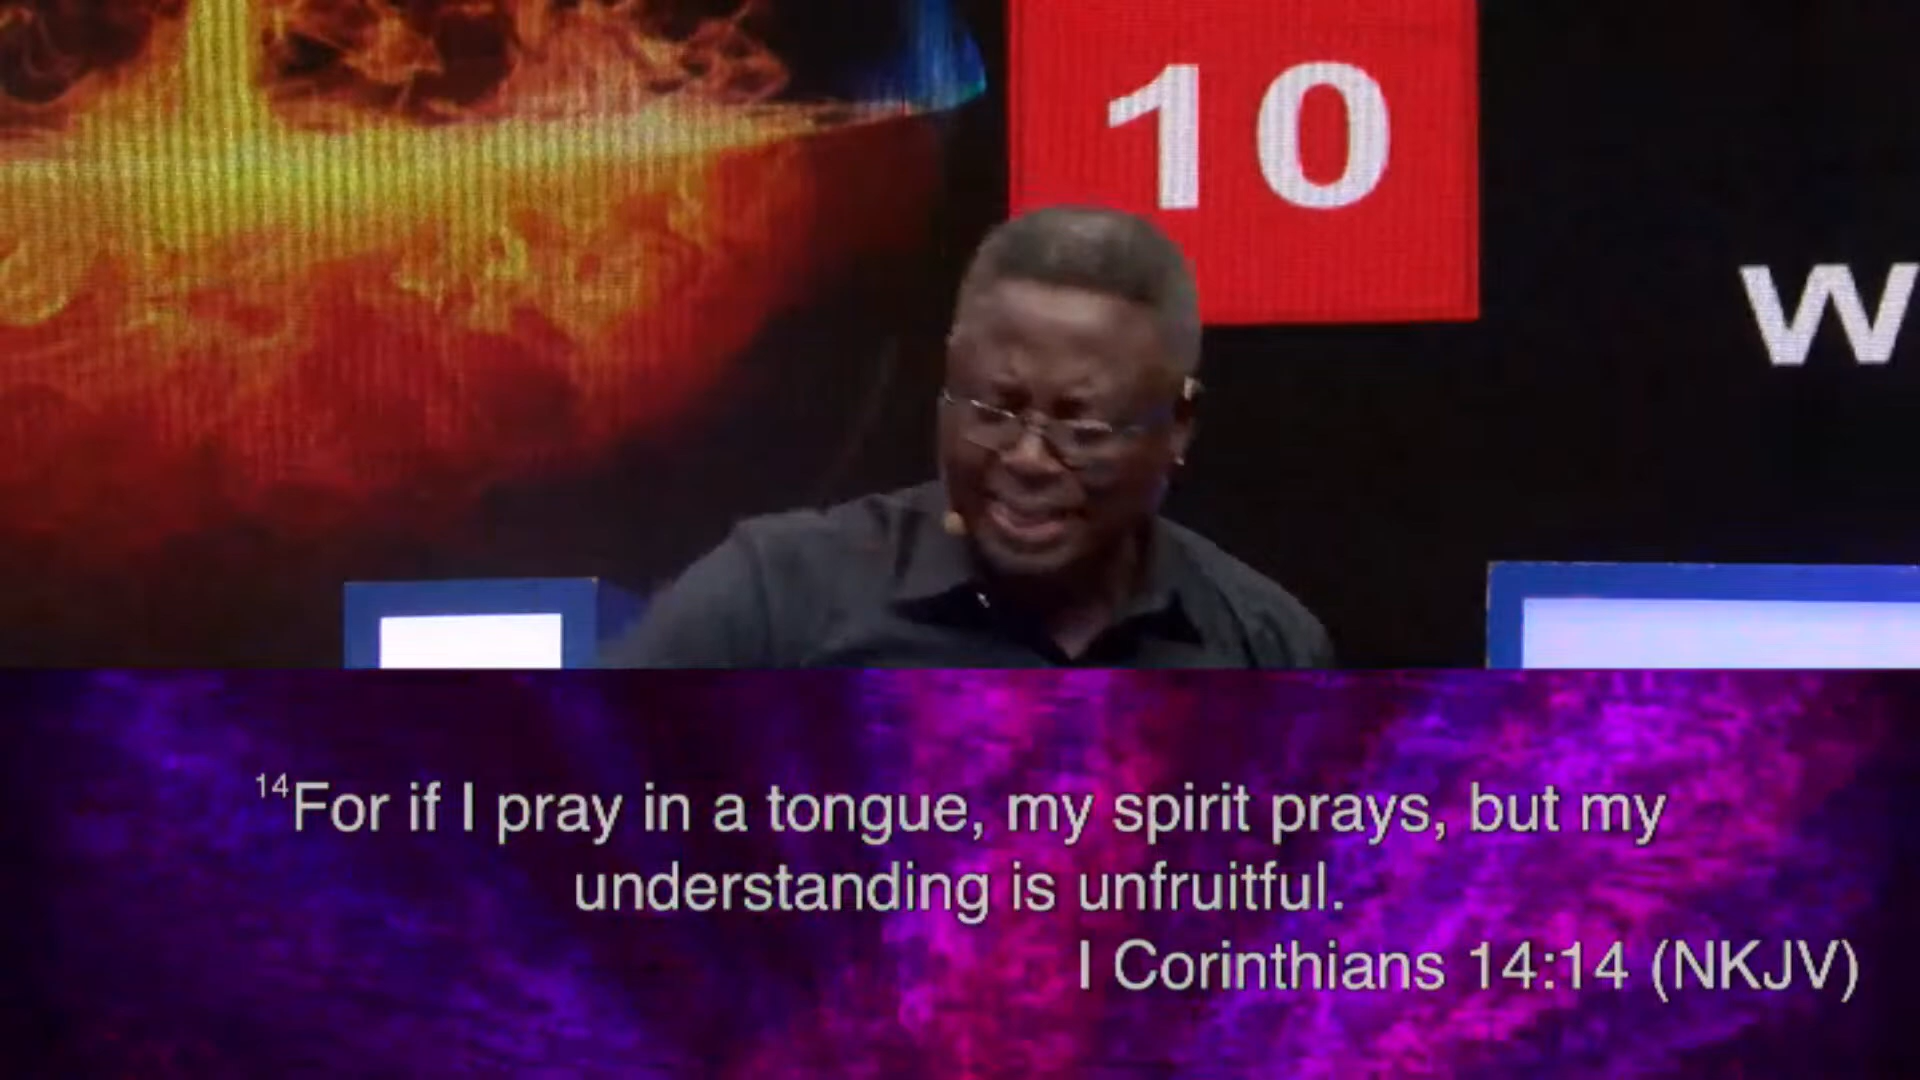 10
W
14For if I pray in a tongue, my spirit prays, but my
understanding is unfruitful.
I Corinthians 14:14 (NKJV)